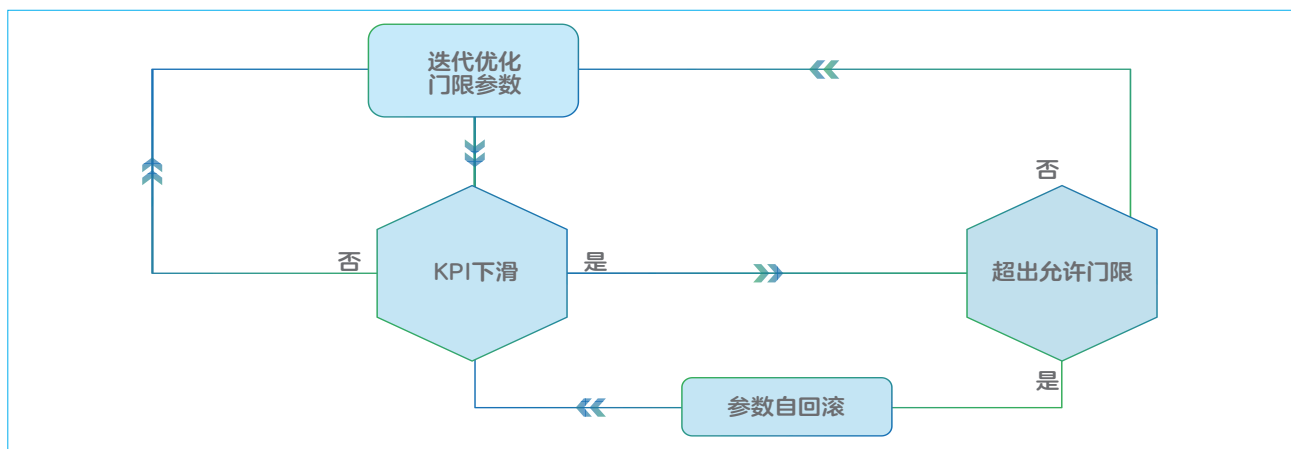 迭代优化
门限参数
否
否
KPI下滑
是
超出允许门限
是
参数自回滚